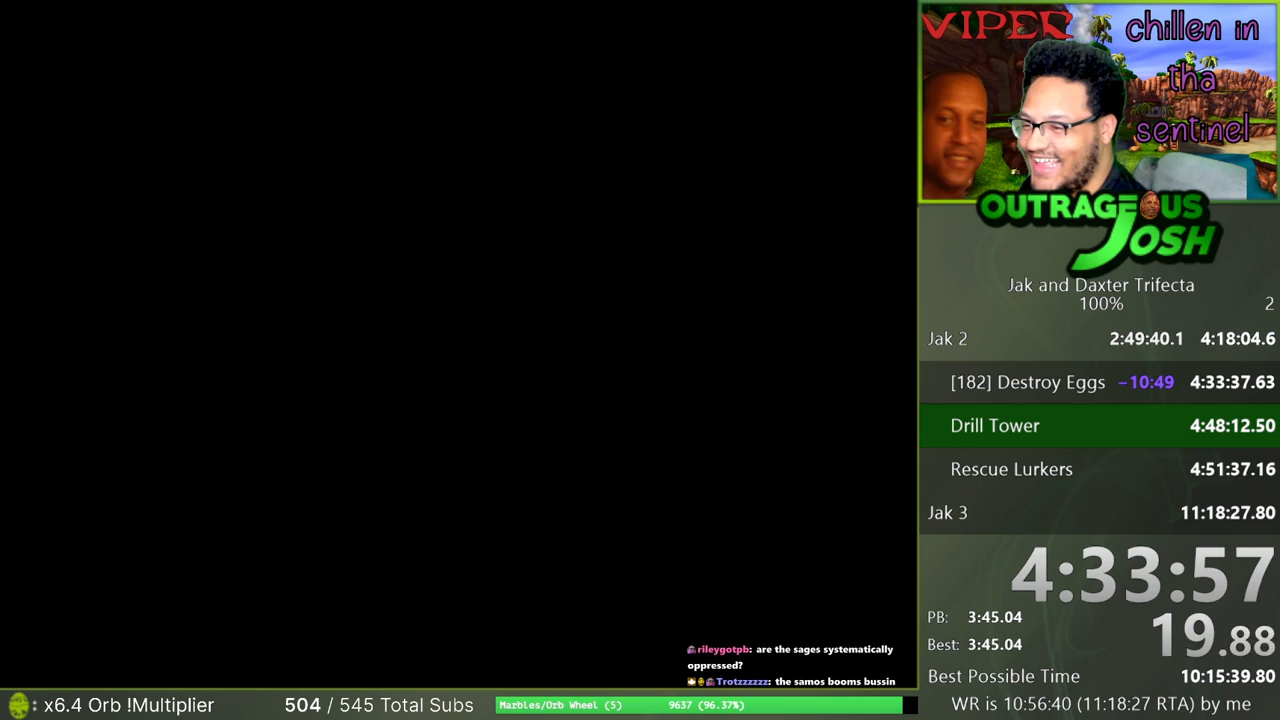 VIPER
chillen in
tha
sentinel
OUTRAGEOUS
JOSH
Jak and Daxter Trifecta
100% 2
Jak 2 2:49:40.1 4:18:04.6
[182] Destroy Eggs −10:49 4:33:37.63
Drill Tower 4:48:12.50
Rescue Lurkers 4:51:37.16
Jak 3 11:18:27.80
4:33:57
PB: 3:45.04
19.88
Best: 3:45.04
Best Possible Time 10:15:39.80
WR is 10:56:40 (11:18:27 RTA) by me
rileygotpb: are the sages systematically
oppressed?
Trotzzzzzz: the samos booms bussin
: x6.4 Orb !Multiplier 504 / 545 Total Subs Marbles/Orb Wheel (5) 9637 (96.37%)